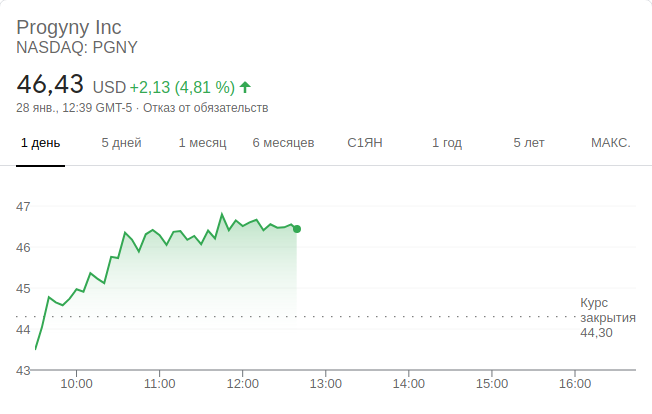 Progyny Inc
NASDAQ: PGNY
46,43 USD +2,13 (4,81 %)
28 янв., 12:39 GMT-5 · Отказ от обязательств
1 день 5 дней 1 месяц 6 месяцев С1ЯН 1 год 5 лет МАКС.
47
46
45
Курс
закрытия
44,30
44
43
10:00 11:00 12:00 13:00 14:00 15:00 16:00